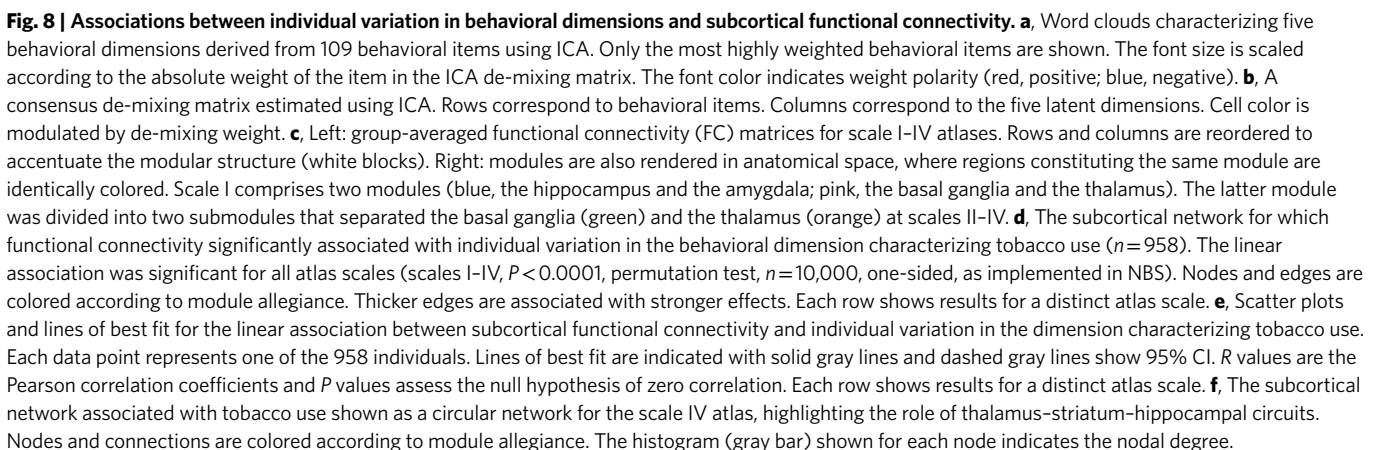 Fig. 8 | Associations between individual variation in behavioral dimensions and subcortical functional connectivity. a, Word clouds characterizing five
behavioral dimensions derived from 109 behavioral items using ICA. Only the most highly weighted behavioral items are shown. The font size is scaled
according to the absolute weight of the item in the ICA de-mixing matrix. The font color indicates weight polarity (red, positive; blue, negative). b, A
consensus de-mixing matrix estimated using ICA. Rows correspond to behavioral items. Columns correspond to the five latent dimensions. Cell color is
modulated by de-mixing weight. c, Left: group-averaged functional connectivity (FC) matrices for scale I–IV atlases. Rows and columns are reordered to
accentuate the modular structure (white blocks). Right: modules are also rendered in anatomical space, where regions constituting the same module are
identically colored. Scale I comprises two modules (blue, the hippocampus and the amygdala; pink, the basal ganglia and the thalamus). The latter module
was divided into two submodules that separated the basal ganglia (green) and the thalamus (orange) at scales II–IV. d, The subcortical network for which
functional connectivity significantly associated with individual variation in the behavioral dimension characterizing tobacco use (n=958). The linear
association was significant for all atlas scales (scales I–IV, P<0.0001, permutation test, n=10,000, one-sided, as implemented in NBS). Nodes and edges are
colored according to module allegiance. Thicker edges are associated with stronger effects. Each row shows results for a distinct atlas scale. e, Scatter plots
and lines of best fit for the linear association between subcortical functional connectivity and individual variation in the dimension characterizing tobacco use.
Each data point represents one of the 958 individuals. Lines of best fit are indicated with solid gray lines and dashed gray lines show 95% CI. R values are the
Pearson correlation coefficients and P values assess the null hypothesis of zero correlation. Each row shows results for a distinct atlas scale. f, The subcortical
network associated with tobacco use shown as a circular network for the scale IV atlas, highlighting the role of thalamus–striatum–hippocampal circuits.
Nodes and connections are colored according to module allegiance. The histogram (gray bar) shown for each node indicates the nodal degree.